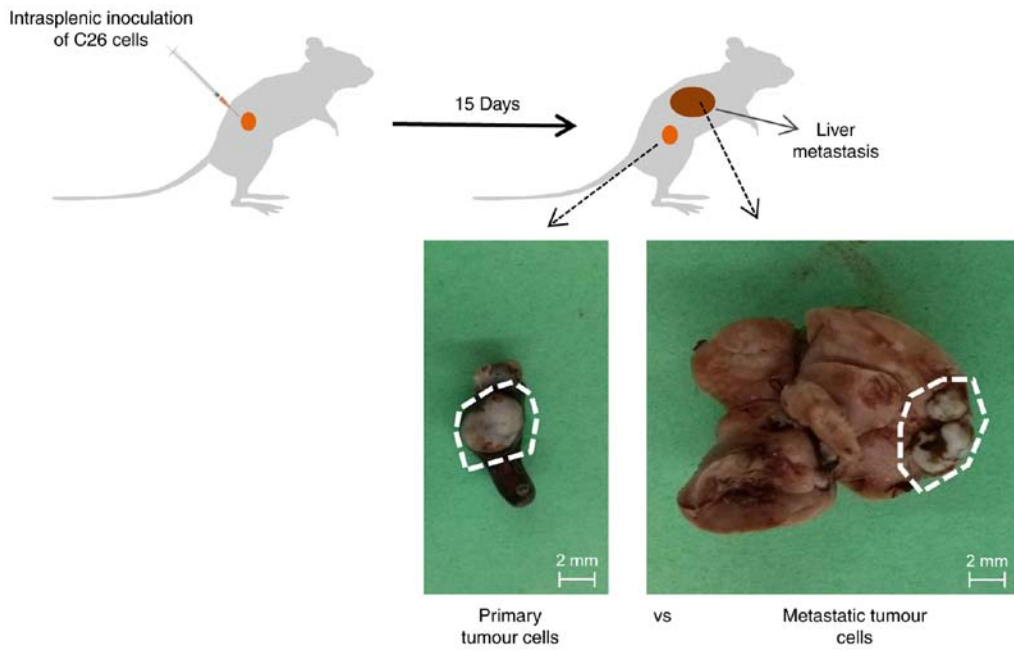 Intrasplenic inoculation
of C26 cells
15 Days
Liver
metastasis
2 mm
2 mm
Primary
tumour cells
vs
Metastatic tumour
cells